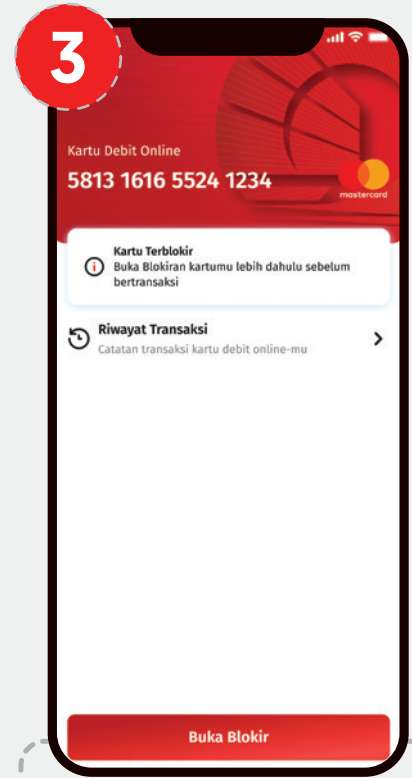 3
Kartu Debit Online
5813 1616 5524 1234
mastercard
Kartu Terblokir
Buka Blokiran kartumu lebih dahulu sebelum
bertransaksi
Riwayat Transaksi
Catatan transaksi kartu debit online-mu
Buka Blokir